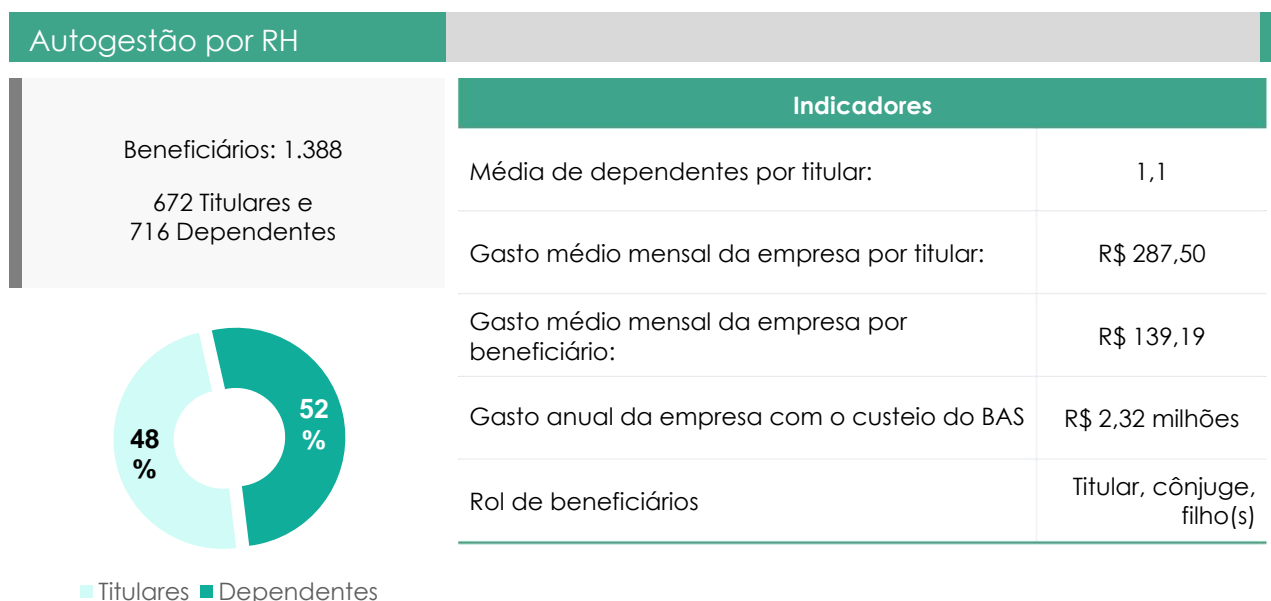 Autogestão por RH
Beneficiários: 1.388
672 Titulares e
716 Dependentes
Indicadores
Média de dependentes por titular:
1,1
Gasto médio mensal da empresa por titular:
R$ 287,50
Gasto médio mensal da empresa por
beneficiário:
R$ 139,19
Gasto anual da empresa com o custeio do BAS
R$ 2,32 milhões
Rol de beneficiários
Titular, cônjuge,
filho(s)
52
%
48
%
Titulares
Dependentes